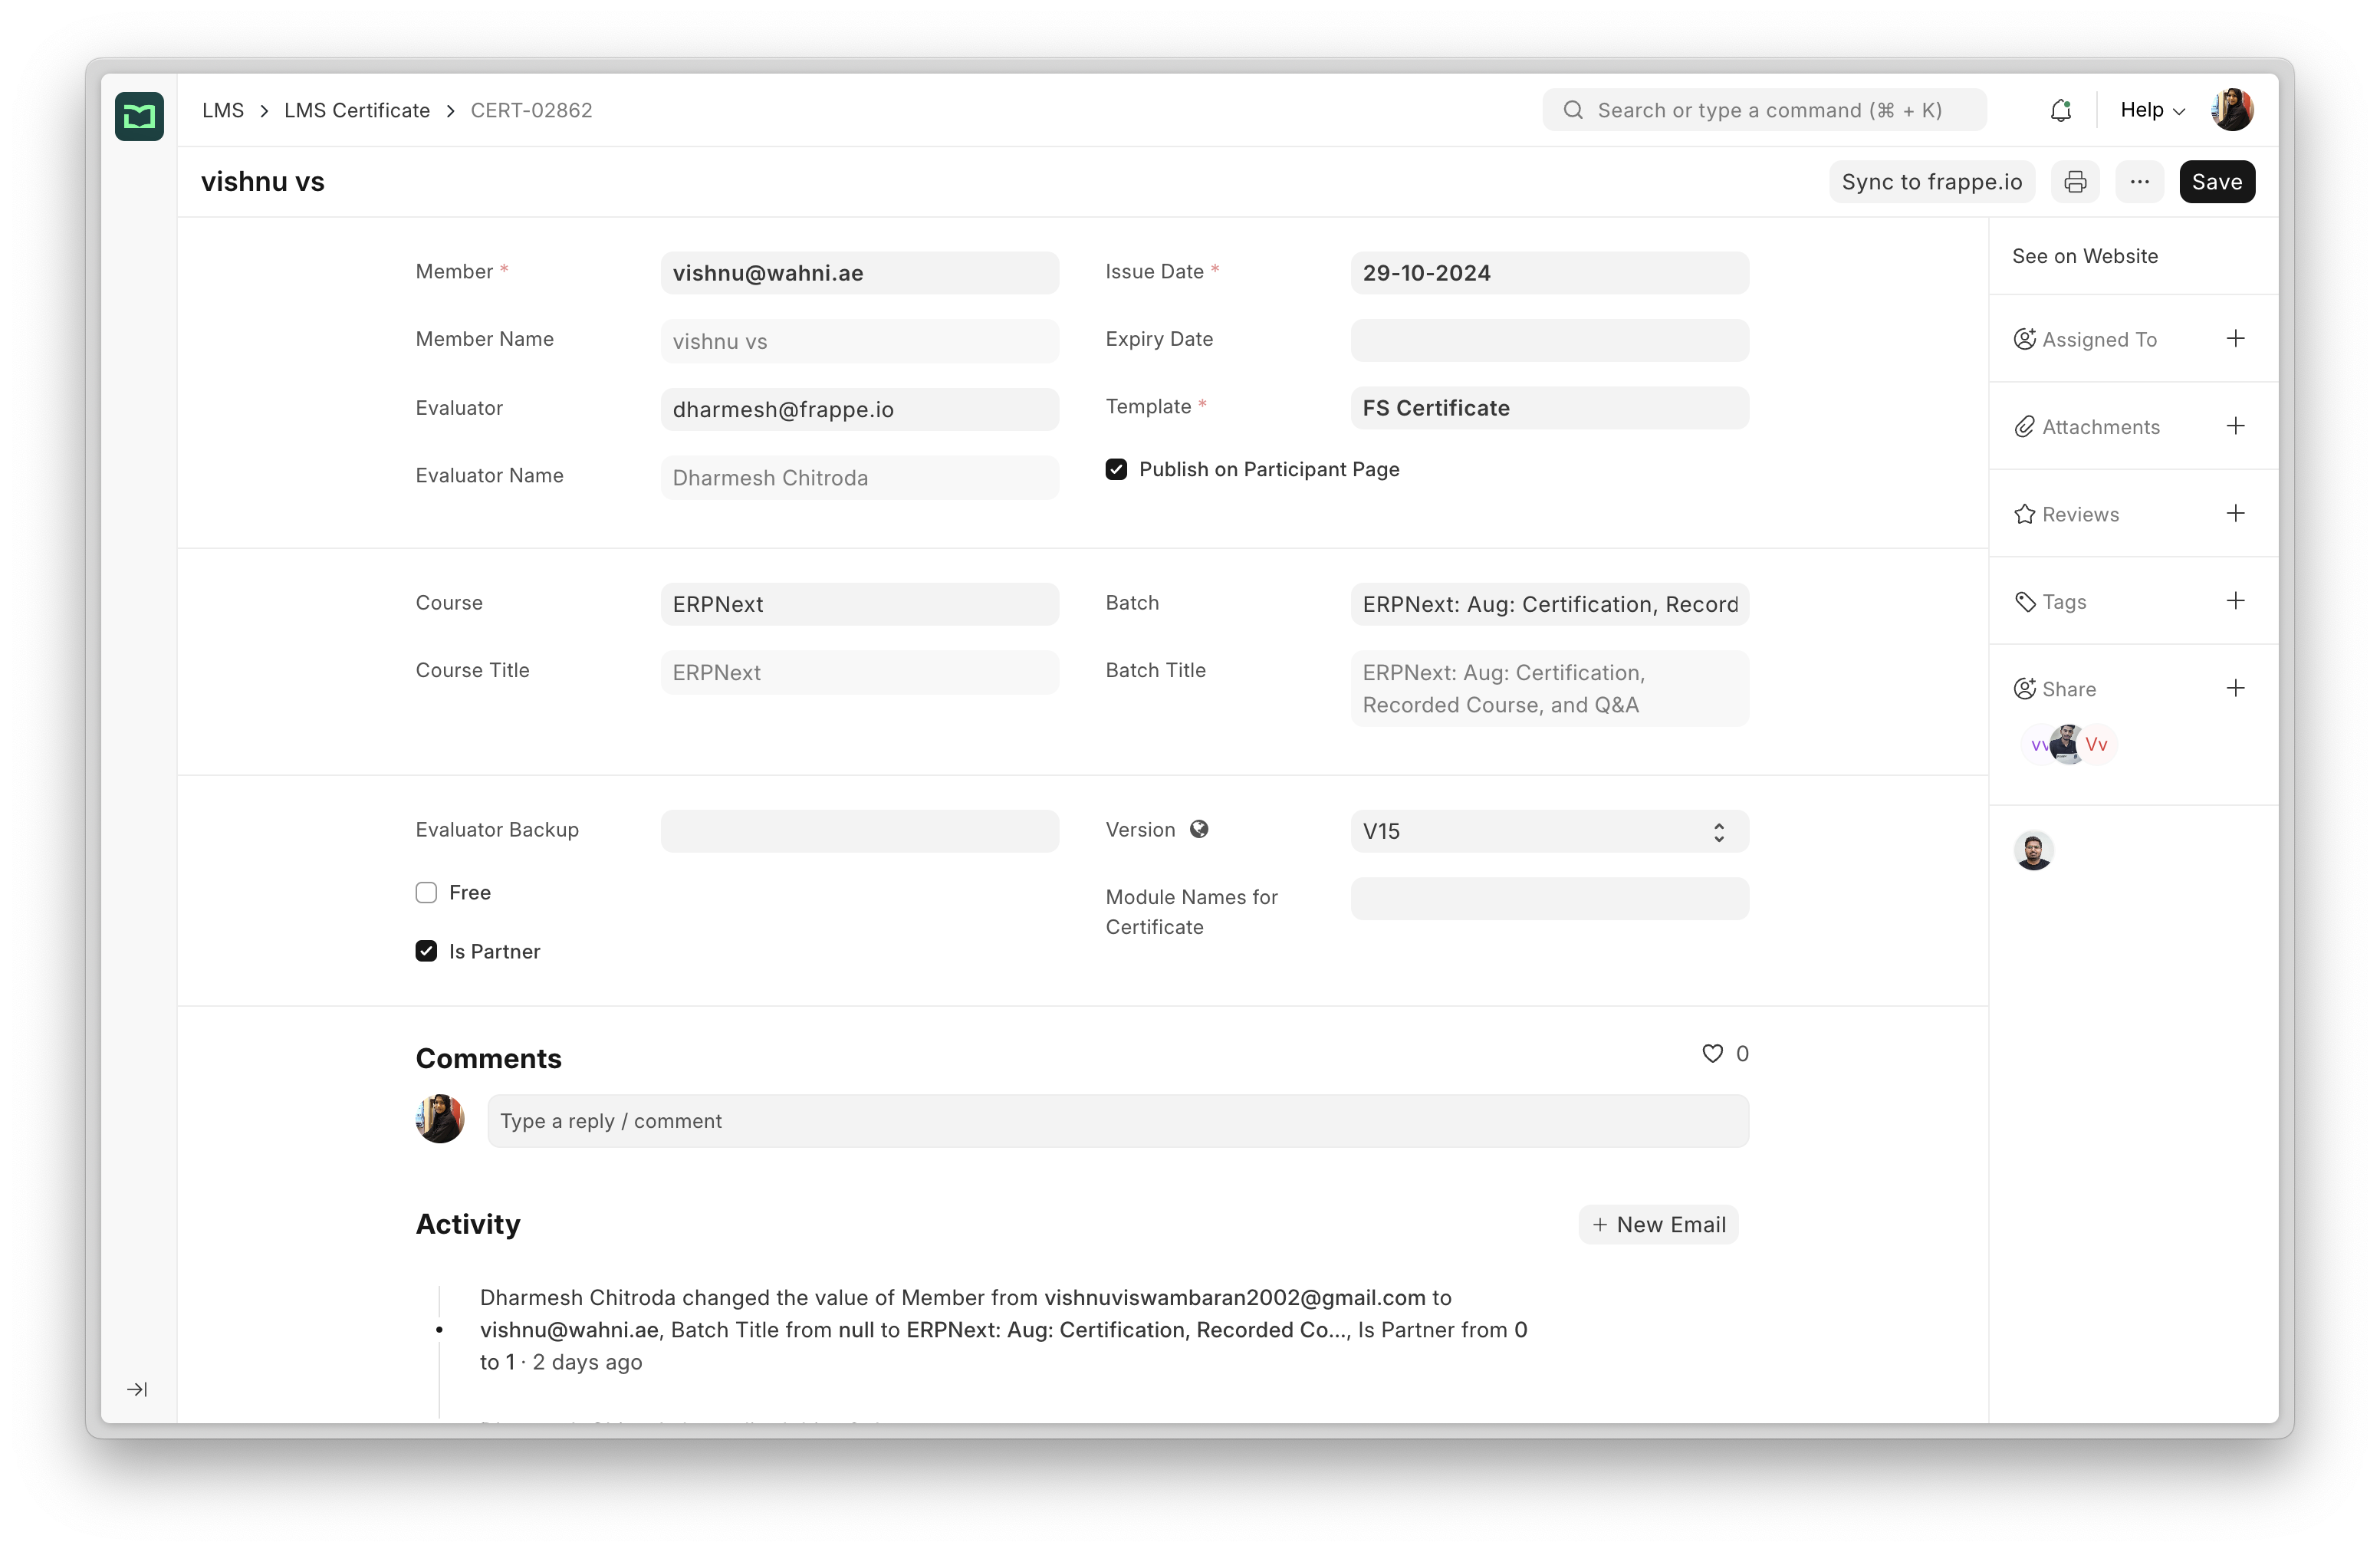 LMS > LMS Certificate > CERT-02862
Search or type a command (⌘ + K)
Help
vishnu vs
Sync to frappe.io
Save
Member *
vishnu@wahni.ae
Issue Date *
29-10-2024
See on Website
Member Name
vishnu vs
Expiry Date
Assigned To
Evaluator
dharmesh@frappe.io
Template *
FS Certificate
Attachments
Evaluator Name
Dharmesh Chitroda
Publish on Participant Page
Reviews
Course
ERPNext
Batch
ERPNext: Aug: Certification, Record
Tags
Course Title
ERPNext
Batch Title
ERPNext: Aug: Certification,
Recorded Course, and Q&A
Share
Vv
Evaluator Backup
Version
V15
Free
Module Names for
Certificate
Is Partner
Comments
0
Type a reply / comment
Activity
+ New Email
Dharmesh Chitroda changed the value of Member from vishnuviswambaran2002@gmail.com to
vishnu@wahni.ae, Batch Title from null to ERPNext: Aug: Certification, Recorded Co..., Is Partner from 0
to 1 · 2 days ago